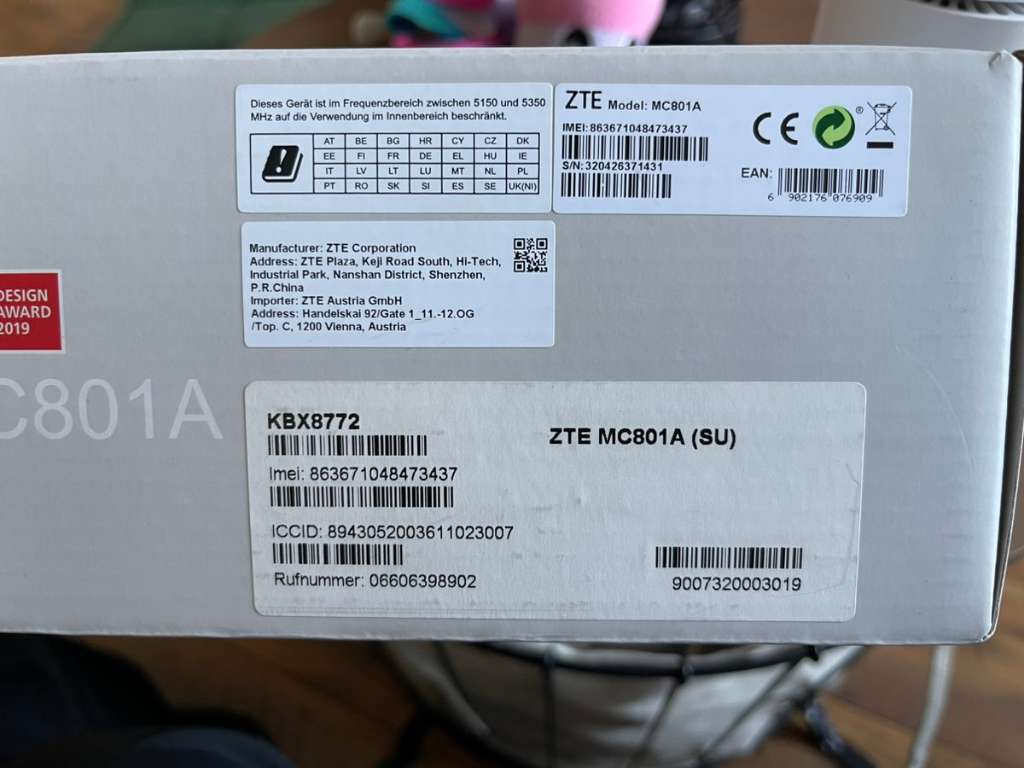 Dieses Gerät ist im Frequenzbereich zwischen 5150 und 5350
MHz auf die Verwendung im Innenbereich beschränkt.
AT BE BG HR CY CZ DK
EE FI FR DE EL HU IE
IT LV LT LU MT NL PL
PT RO SK SI ES SE UK(NI)
ZTE Model: MC801A
IMEI:863671048473437
S/N:320426371431
EAN:
6 902176 076909
CE
Manufacturer: ZTE Corporation
Address: ZTE Plaza, Keji Road South, Hi-Tech,
Industrial Park, Nanshan District, Shenzhen,
P.R.China
Importer: ZTE Austria GmbH
Address: Handelskai 92/Gate 1_11.-12.OG
/Top. C, 1200 Vienna, Austria
DESIGN
AWARD
2019
C801A
KBX8772
ZTE MC801A (SU)
Imei: 863671048473437
ICCID: 8943052003611023007
Rufnummer: 06606398902
9007320003019